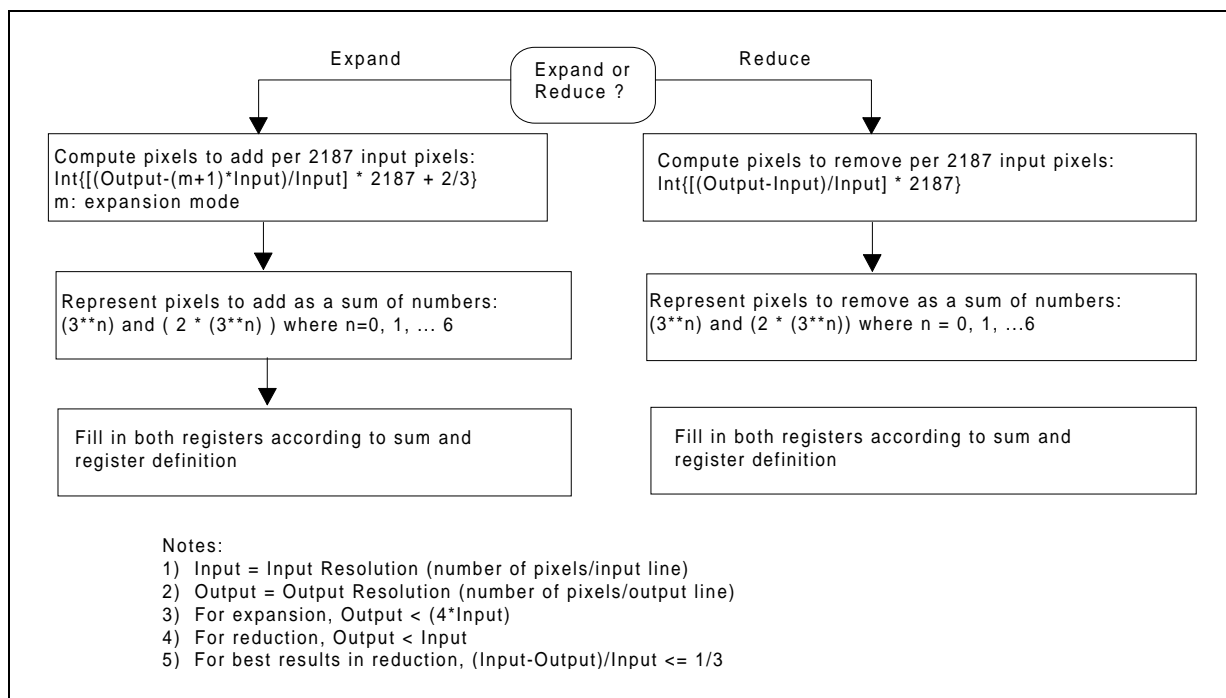 Expand
Expand or
Reduce ?
Reduce
Compute pixels to add per 2187 input pixels:
Int{[(Output-(m+1)*Input)/Input] * 2187 + 2/3}
m: expansion mode
Represent pixels to add as a sum of numbers:
(3**n) and ( 2 * (3**n) ) where n=0, 1, ... 6
Fill in both registers according to sum and
register definition
Compute pixels to remove per 2187 input pixels:
Int{[(Output-Input)/Input] * 2187}
Represent pixels to remove as a sum of numbers:
(3**n) and (2 * (3**n)) where n = 0, 1, ...6
Fill in both registers according to sum and
register definition
Notes:
1) Input = Input Resolution (number of pixels/input line)
2) Output = Output Resolution (number of pixels/output line)
3) For expansion, Output < (4*Input)
4) For reduction, Output < Input
5) For best results in reduction, (Input-Output)/Input <= 1/3